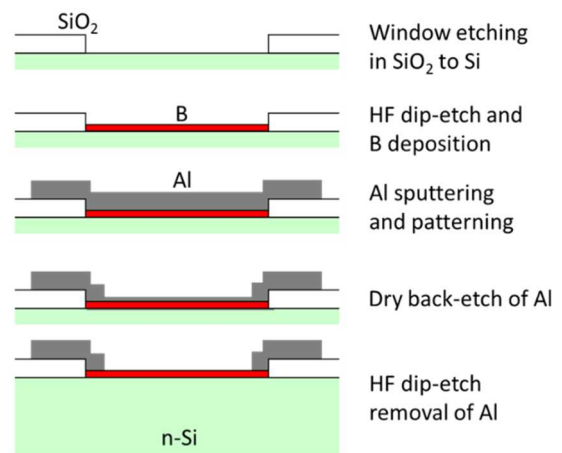 SiO₂
Window etching
in SiO₂ to Si
B
HF dip-etch and
B deposition
Al
Al sputtering
and patterning
Dry back-etch of Al
HF dip-etch
removal of Al
n-Si